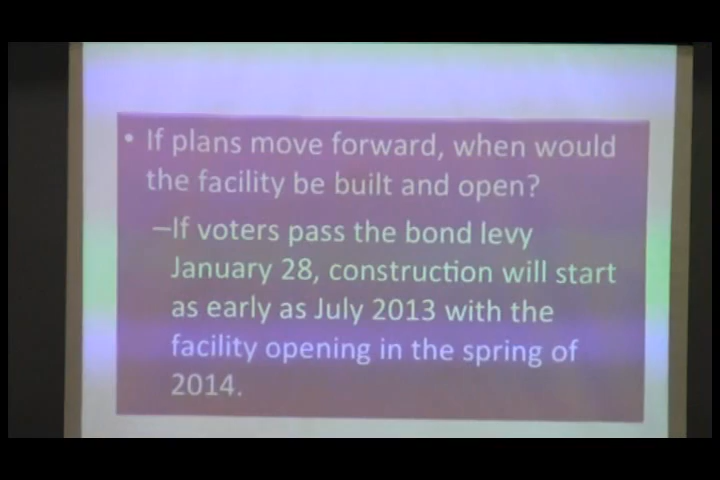 • If plans move forward, when would
the facility be built and open?
–If voters pass the bond levy
January 28, construction will start
as early as July 2013 with the
facility opening in the spring of
2014.